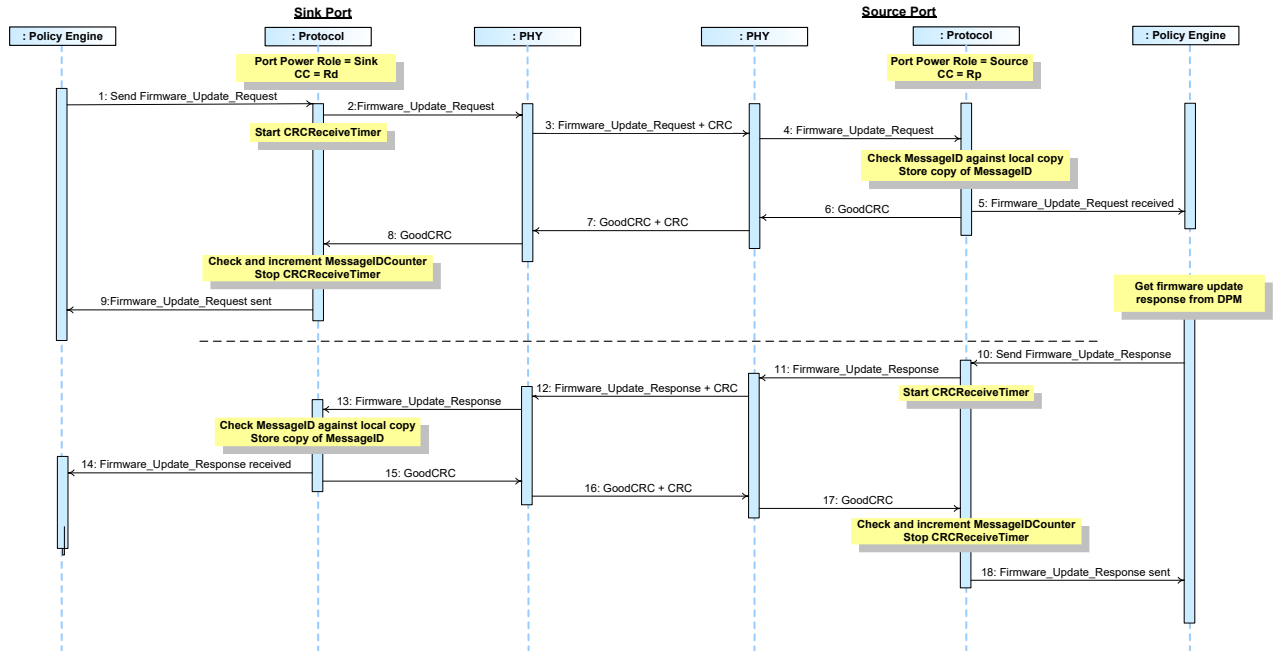 Sink Port
Source Port
: Policy Engine
: Protocol
: PHY
: PHY
: Protocol
: Policy Engine
Port Power Role = Sink
CC = Rd
Port Power Role = Source
CC = Rp
1: Send Firmware_Update_Request
2:Firmware_Update_Request
Start CRCReceiveTimer
3: Firmware_Update_Request + CRC
4: Firmware_Update_Request
Check MessageID against local copy
Store copy of MessageID
5: Firmware_Update_Request received
6: GoodCRC
7: GoodCRC + CRC
8: GoodCRC
Check and increment MessageIDCounter
Stop CRCReceiveTimer
9:Firmware_Update_Request sent
Get firmware update
response from DPM
10: Send Firmware_Update_Response
11: Firmware_Update_Response
Start CRCReceiveTimer
12: Firmware_Update_Response + CRC
13: Firmware_Update_Response
Check MessageID against local copy
Store copy of MessageID
14: Firmware_Update_Response received
15: GoodCRC
16: GoodCRC + CRC
17: GoodCRC
Check and increment MessageIDCounter
Stop CRCReceiveTimer
18: Firmware_Update_Response sent